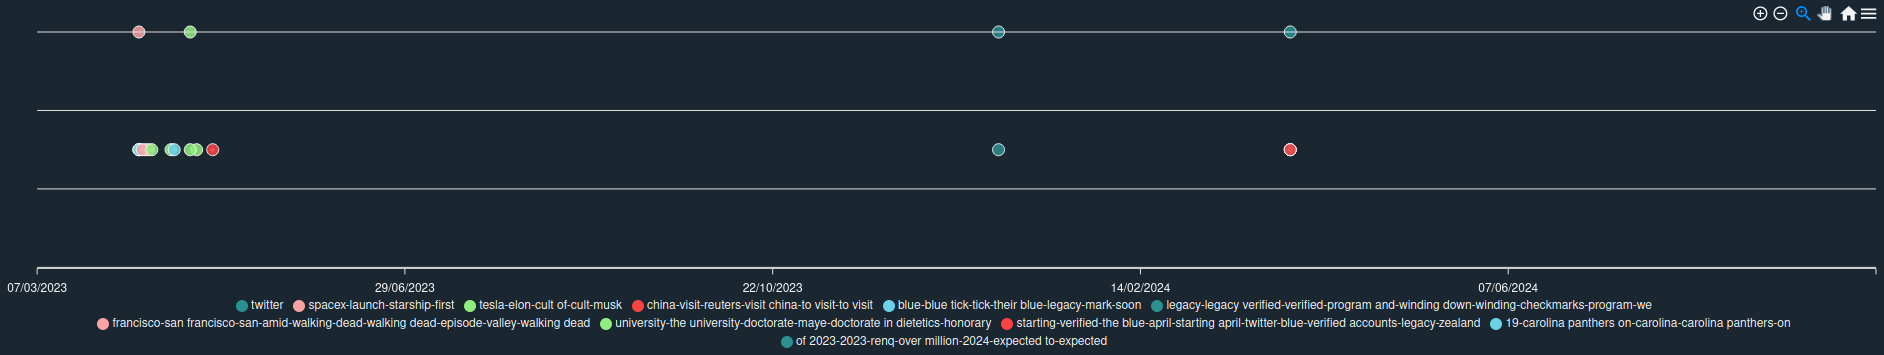 07/03/2023 29/06/2023 22/10/2023 14/02/2024 07/06/2024
twitter spacex-launch-starship-first tesla-elon-cult of-cult-musk china-visit-reuters-visit china-to visit-to visit blue-blue tick-tick-their blue-legacy-mark-soon legacy-legacy verified-verified-program and-winding down-winding-checkmarks-program-we
francisco-san francisco-san-amid-walking-dead-walking dead-episode-valley-walking dead university-the university-doctorate-maye-doctorate in dietetics-honorary starting-verified-the blue-april-starting april-twitter-blue-verified accounts-legacy-zealand 19-carolina panthers on-carolina-carolina panthers-on
of 2023-2023-renq-over million-2024-expected to-expected